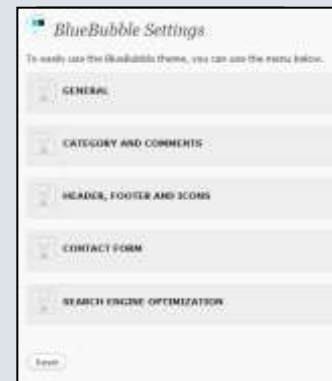 BlueBubble Settings
To easily use the BlueBubble theme, you can use the menu below.
GENERAL
CATEGORY AND COMMENTS
HEADER, FOOTER AND ICONS
CONTACT FORM
SEARCH ENGINE OPTIMIZATION
Reset